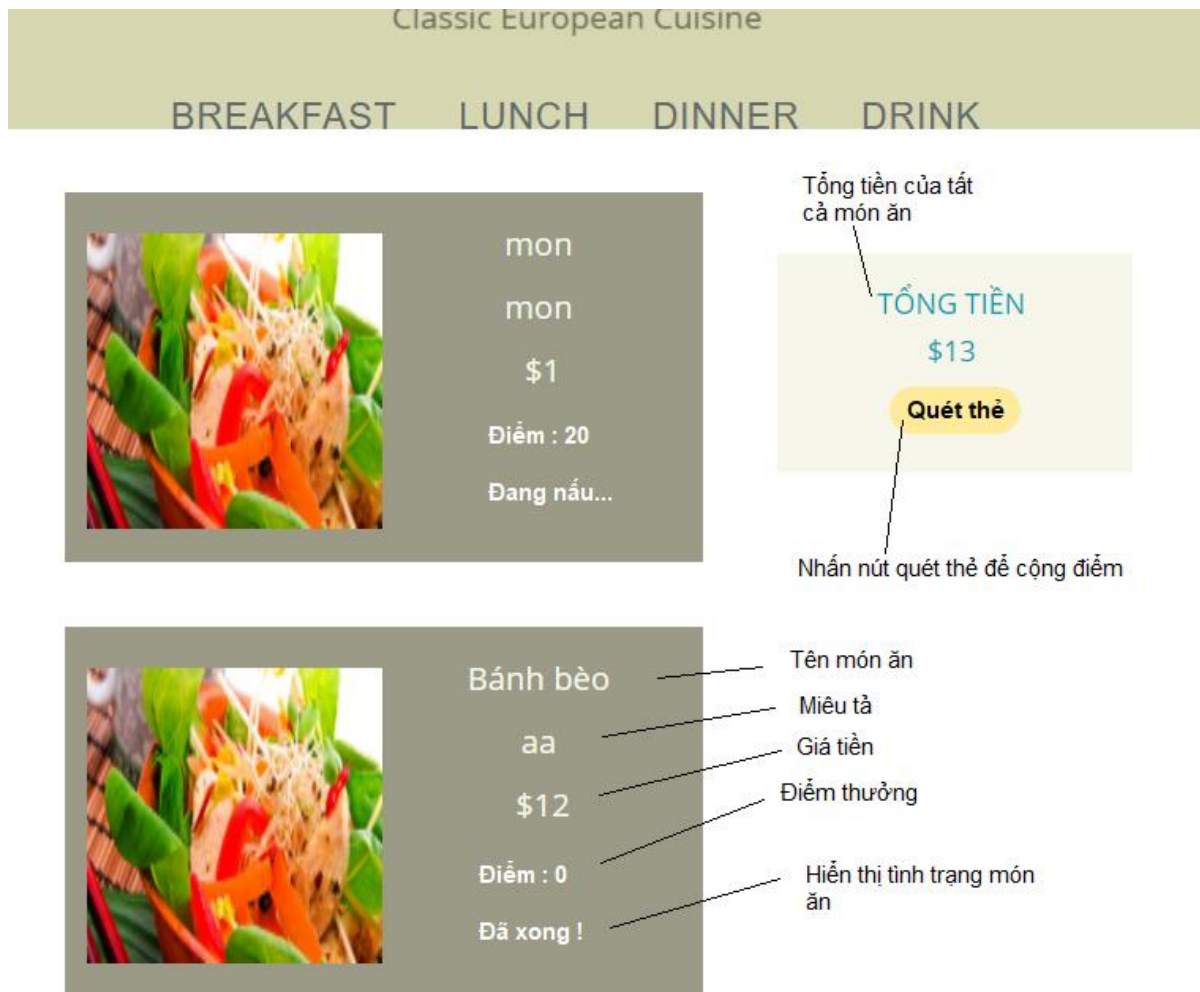 Classic European Cuisine
BREAKFAST LUNCH DINNER DRINK
Tổng tiền của tất
cả món ăn
TỔNG TIỀN
$13
Quét thẻ
Nhấn nút quét thẻ để cộng điểm
mon
mon
$1
Điểm : 20
Đang nấu...
Bánh bèo
aa
$12
Điểm : 0
Đã xong !
Tên món ăn
Miêu tả
Giá tiền
Điểm thưởng
Hiển thị tình trạng món
ăn